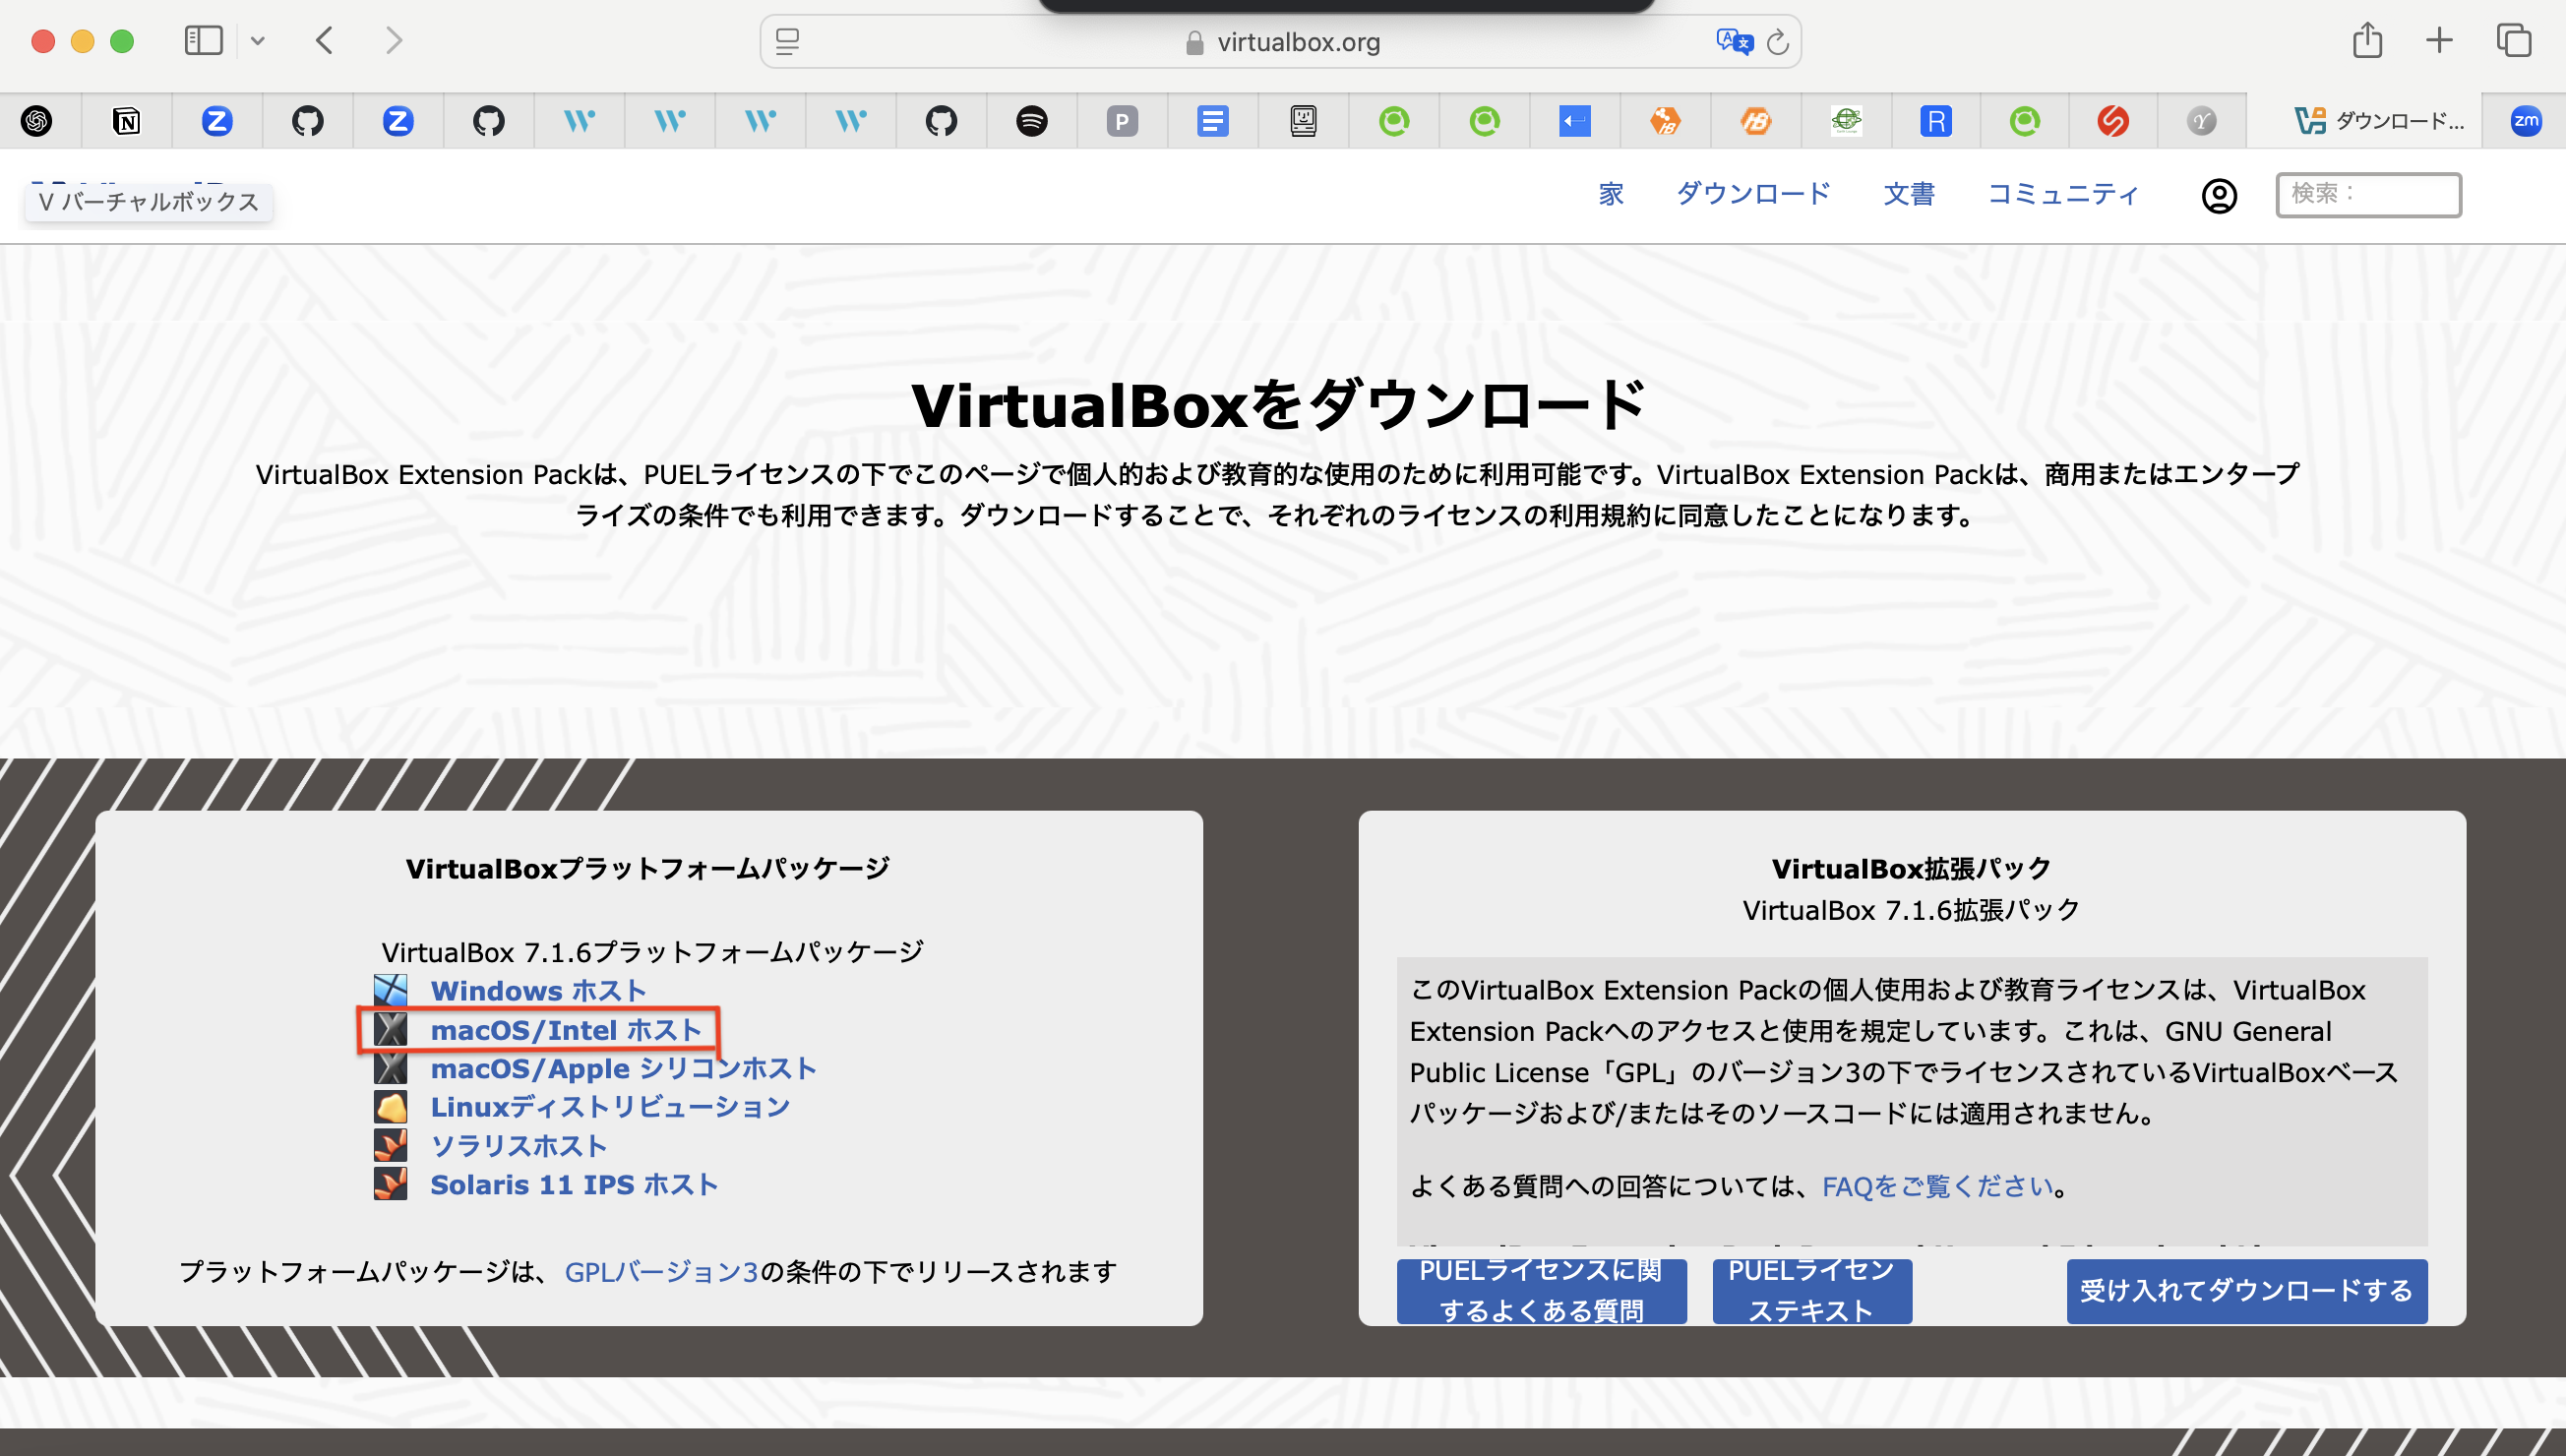 virtualbox.org
ダウンロード...
zm
V バーチャルボックス
家
ダウンロード
文書
コミュニティ
検索：
VirtualBoxをダウンロード
VirtualBox Extension Packは、PUELライセンスの下でこのページで個人的および教育的な使用のために利用可能です。VirtualBox Extension Packは、商用またはエンタープ
ライズの条件でも利用できます。ダウンロードすることで、それぞれのライセンスの利用規約に同意したことになります。
VirtualBoxプラットフォームパッケージ
VirtualBox 7.1.6プラットフォームパッケージ
Windows ホスト
macOS/Intel ホスト
macOS/Apple シリコンホスト
Linuxディストリビューション
ソラリスホスト
Solaris 11 IPS ホスト
プラットフォームパッケージは、GPLバージョン3の条件の下でリリースされます
VirtualBox拡張パック
VirtualBox 7.1.6拡張パック
このVirtualBox Extension Packの個人使用および教育ライセンスは、VirtualBox
Extension Packへのアクセスと使用を規定しています。これは、GNU General
Public License「GPL」のバージョン3の下でライセンスされているVirtualBoxベース
パッケージおよび/またはそのソースコードには適用されません。
よくある質問への回答については、FAQをご覧ください。
PUELライセンスに関
するよくある質問
PUELライセン
ステキスト
受け入れてダウンロードする